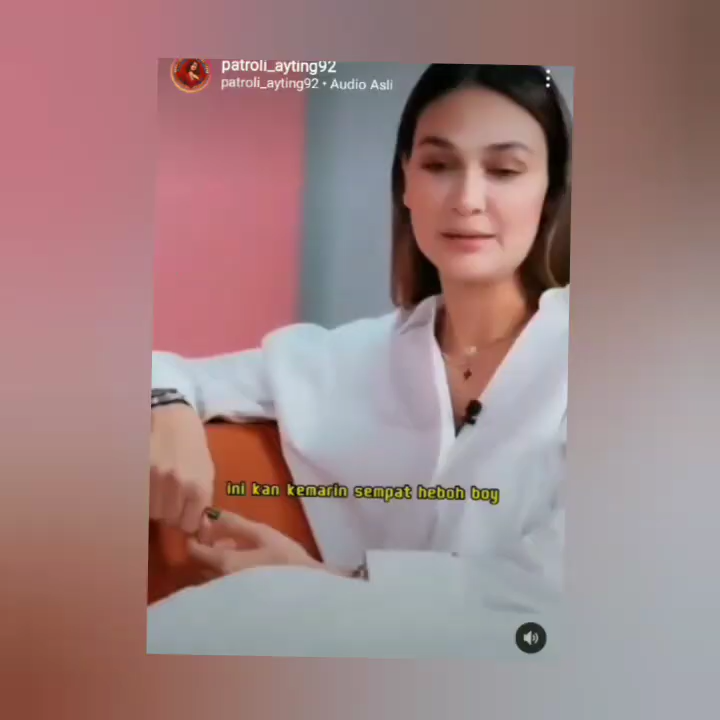 patroli_ayting92
patroli_ayting92 • Audio Asli
ini kan kemarin sempat heboh boy